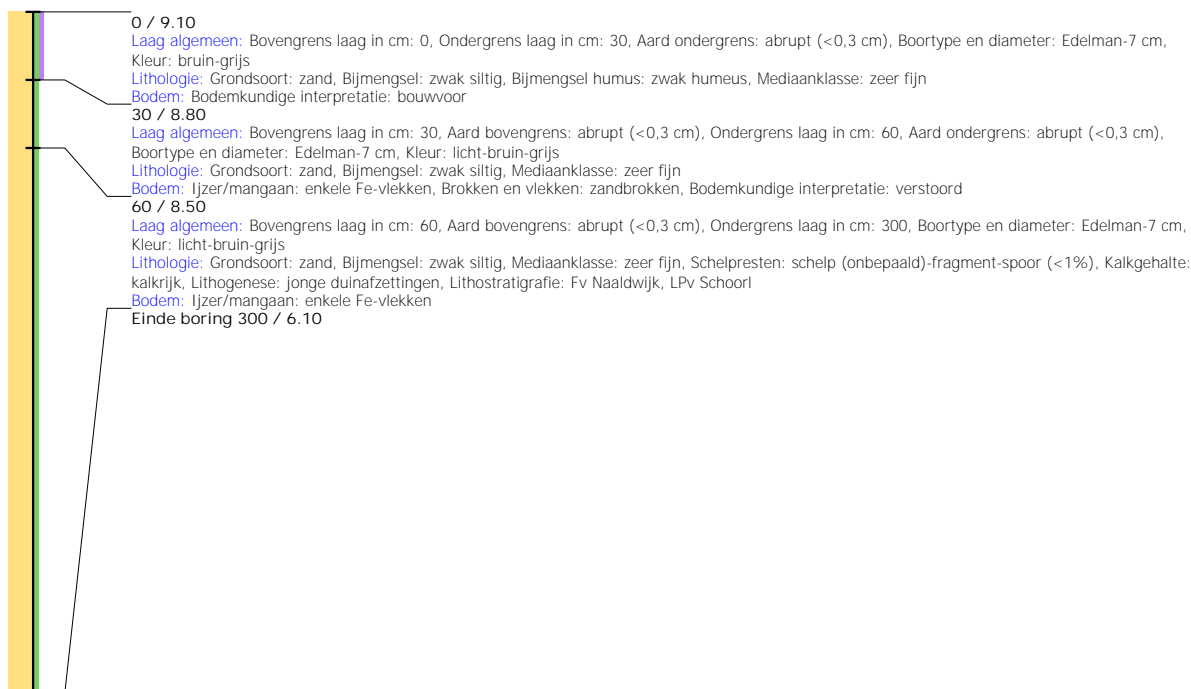 0 / 9.10
Laag algemeen: Bovengrens laag in cm: 0, Ondergrens laag in cm: 30, Aard ondergrens: abrupt (<0,3 cm), Boortype en diameter: Edelman-7 cm,
Kleur: bruin-grijs
Lithologie: Grondsoort: zand, Bijmengsel: zwak siltig, Bijmengsel humus: zwak humeus, Mediaanklasse: zeer fijn
Bodem: Bodemkundige interpretatie: bouwvoor
30 / 8.80
Laag algemeen: Bovengrens laag in cm: 30, Aard bovengrens: abrupt (<0,3 cm), Ondergrens laag in cm: 60, Aard ondergrens: abrupt (<0,3 cm),
Boortype en diameter: Edelman-7 cm, Kleur: licht-bruin-grijs
Lithologie: Grondsoort: zand, Bijmengsel: zwak siltig, Mediaanklasse: zeer fijn
Bodem: Ijzer/mangaan: enkele Fe-vlekken, Brokken en vlekken: zandbrokken, Bodemkundige interpretatie: verstoord
60 / 8.50
Laag algemeen: Bovengrens laag in cm: 60, Aard bovengrens: abrupt (<0,3 cm), Ondergrens laag in cm: 300, Boortype en diameter: Edelman-7 cm,
Kleur: licht-bruin-grijs
Lithologie: Grondsoort: zand, Bijmengsel: zwak siltig, Mediaanklasse: zeer fijn, Schelpresten: schelp (onbepaald)-fragment-spoor (<1%), Kalkgehalte:
kalkrijk, Lithogenese: jonge duinafzettingen, Lithostratigrafie: Fv Naaldwijk, LPv Schoorl
Bodem: Ijzer/mangaan: enkele Fe-vlekken
Einde boring 300 / 6.10